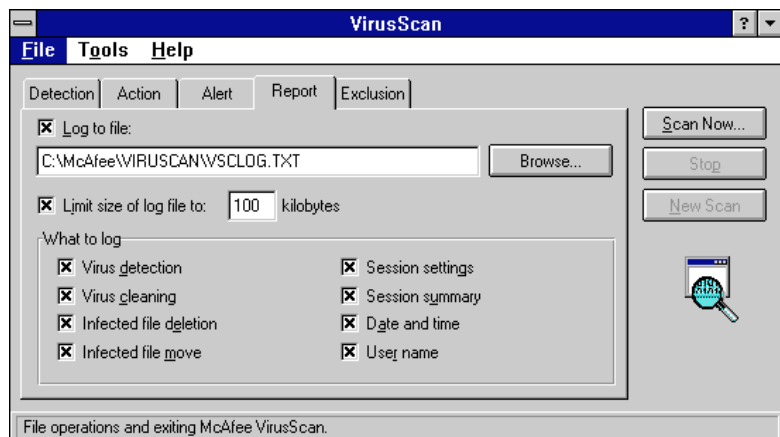 VirusScan
?
File Tools Help
Detection Action Alert Report Exclusion
Log to file:
C:\McAfee\VIRUSCAN\VSCLOG.TXT
Browse...
Limit size of log file to: 100 kilobytes
What to log
Virus detection
Virus cleaning
Infected file deletion
Infected file move
Session settings
Session summary
Date and time
User name
Scan Now...
Stop
New Scan
File operations and exiting McAfee VirusScan.